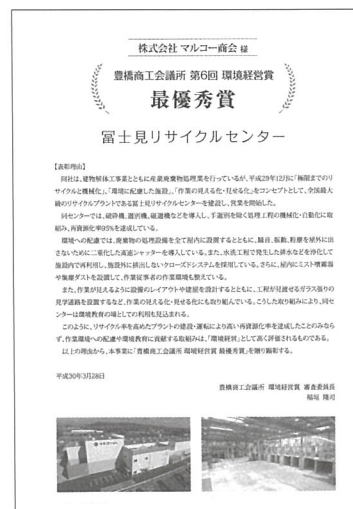 株式会社 マルコー商会 様
豊橋商工会議所 第6回 環境経営賞
最優秀賞
冨士見リサイクルセンター
【表彰理由】
同社は、建物解体工事業とともに産業廃棄物処理業を行っているが、平成29年12月に「極限までのリ
サイクルと機械化」、「環境に配慮した施設」、「作業の見える化・見せる化」をコンセプトとして、全国最大
級のリサイクルプラントである冨士見リサイクルセンターを建設し、営業を開始した。
同センターでは、破砕機、選別機、磁選機などを導入し、手選別を除く処理工程の機械化・自動化に取
組み、再資源化率95%を達成している。
環境への配慮では、廃棄物の処理設備を全て屋内に設置するとともに、騒音、振動、粉塵を屋外に出
さないために二重化した高速シャッターを導入している。また、水洗工程で発生した排水などを浄化して
施設内で再利用し、施設外に排出しないクローズドシステムを採用している。さらに、屋内にミスト噴霧器
や集塵ダストを設置して、作業従事者の作業環境も整えている。
また、作業が見えるように設備のレイアウトや建屋を設計するとともに、工程が見渡せるガラス張りの
見学通路を設置するなど、作業の見える化・見せる化にも取り組んでいる。こうした取り組みにより、同セ
ンターは環境教育の場としての利用も見込まれる。
このように、リサイクル率を高めたプラントの建設・運転により高い再資源化率を達成したことのみなら
ず、作業環境への配慮や環境教育に貢献する取組みは、「環境経営」として高く評価されるものである。
以上の理由から、本事業に「豊橋商工会議所 環境経営賞 最優秀賞」を贈り顕彰する。
平成30年3月28日
豊橋商工会議所 環境経営賞 審査委員長
稲垣 隆司